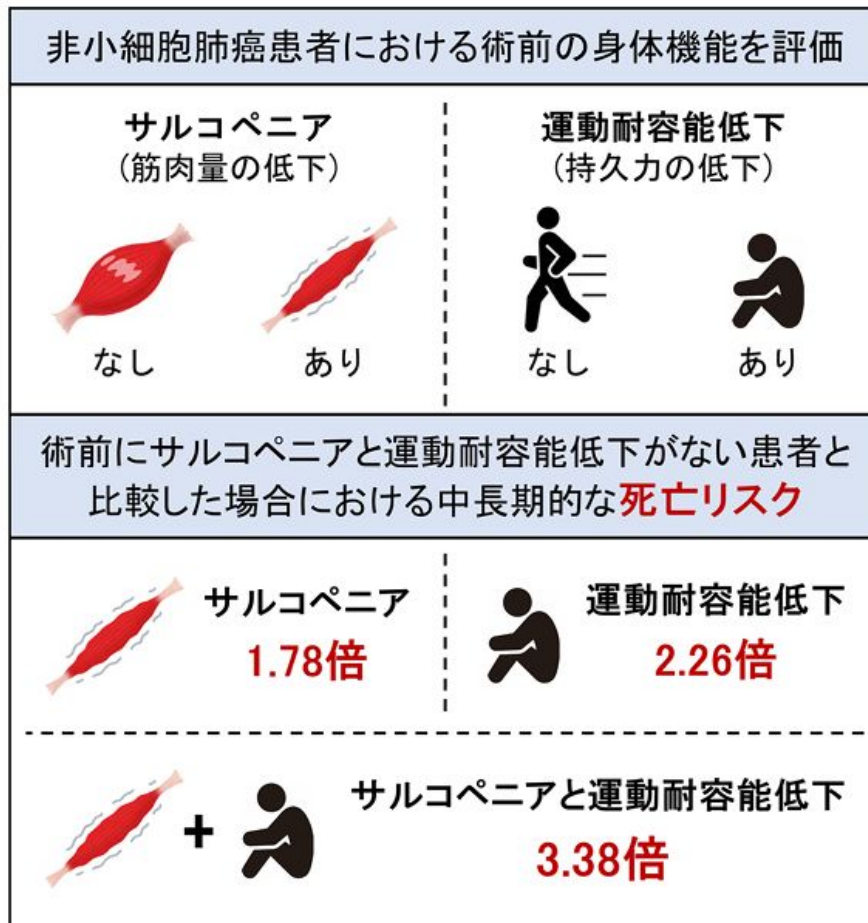 非小細胞肺癌患者における術前の身体機能を評価
サルコペニア
(筋肉量の低下)
なし
あり
運動耐容能低下
(持久力の低下)
なし
あり
術前にサルコペニアと運動耐容能低下がない患者と
比較した場合における中長期的な死亡リスク
サルコペニア
1.78倍
運動耐容能低下
2.26倍
+
サルコペニアと運動耐容能低下
3.38倍